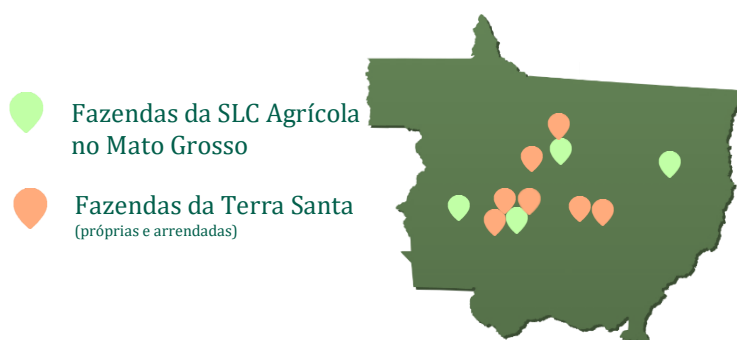 Fazendas da SLC Agrícola
no Mato Grosso
Fazendas da Terra Santa
(próprias e arrendadas)